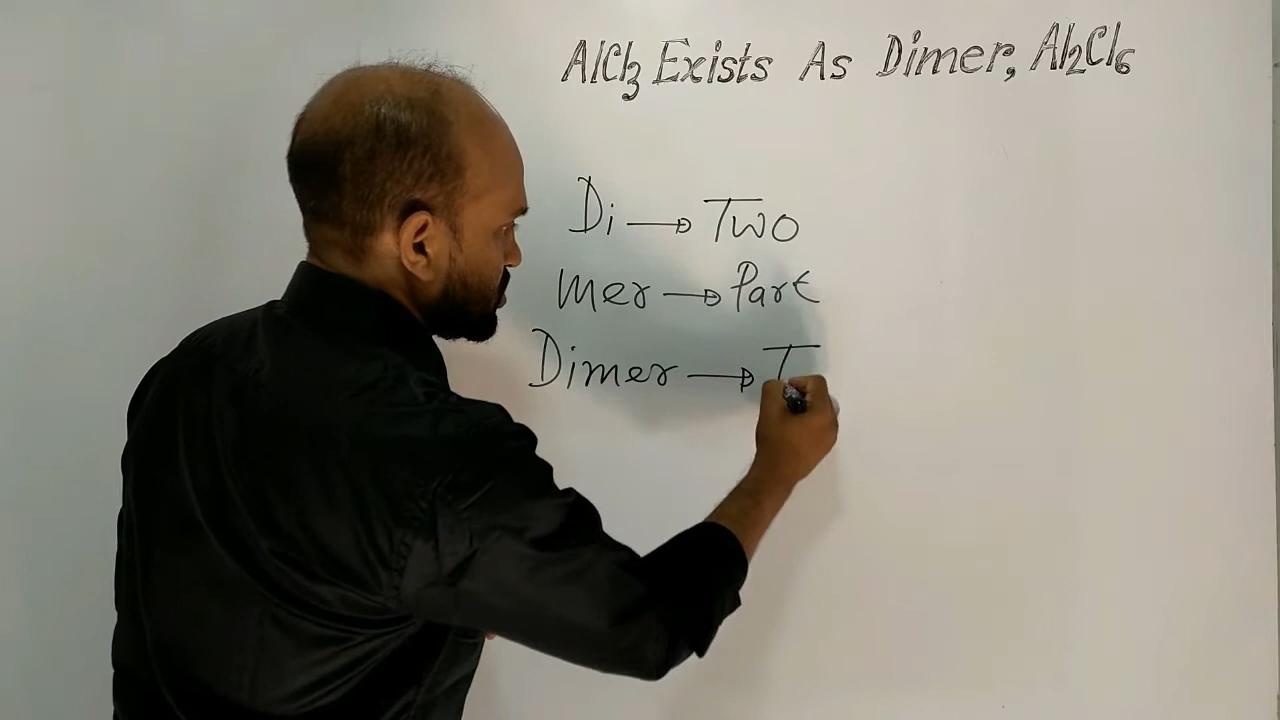 AlCl₃ Exists As Dimer, Al₂Cl₆
Di → Two
Mer → Part
Dimer → T